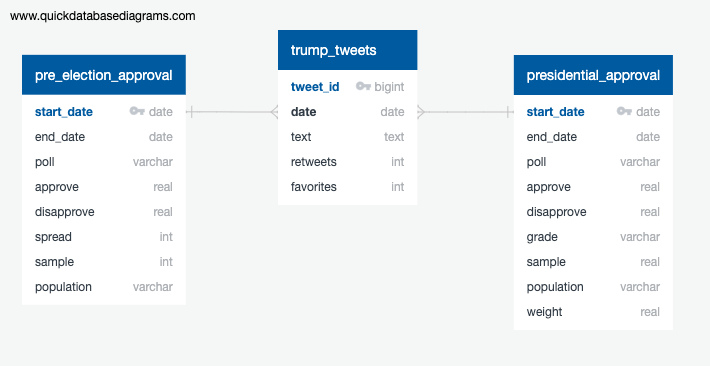 www.quickdatabasediagrams.com
pre_election_approval
start_date date
end_date date
poll varchar
approve real
disapprove real
spread int
sample int
population varchar
trump_tweets
tweet_id bigint
date date
text text
retweets int
favorites int
presidential_approval
start_date date
end_date date
poll varchar
approve real
disapprove real
grade varchar
sample real
population varchar
weight real